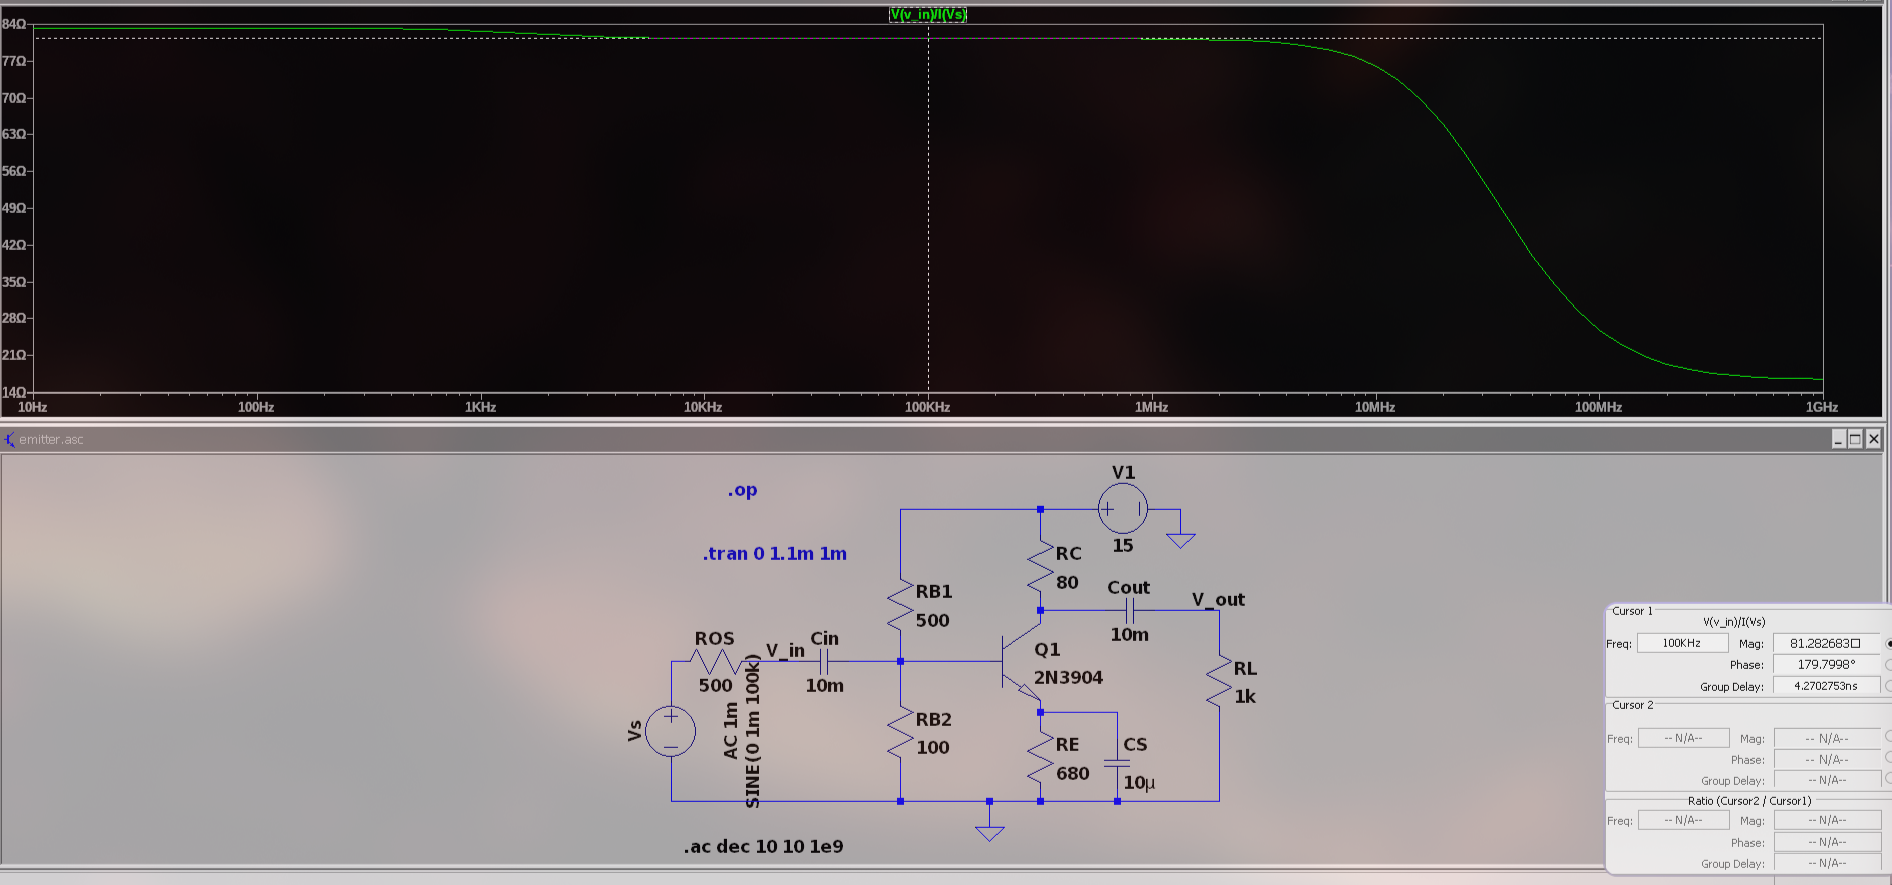 V(v_in)/I(Vs)
84Ω
77Ω
70Ω
63Ω
56Ω
49Ω
42Ω
35Ω
28Ω
21Ω
14Ω
10Hz 100Hz 1KHz 10KHz 100KHz 1MHz 10MHz 100MHz 1GHz
emitter.asc
.op
.tran 0 1.1m 1m
V1
15
RC
80
RB1
500
Cout
10m
V_out
ROS
500
V_in
Cin
10m
Q1
2N3904
RL
1k
Vs
AC 1m
SINE(0 1m 100k)
RB2
100
RE
680
CS
10µ
.ac dec 10 10 1e9
Cursor 1
V(v_in)/I(Vs)
Freq: 100KHz Mag: 81.282683□
Phase: 179.7998°
Group Delay: 4.2702753ns
Cursor 2
Freq: -- N/A-- Mag: -- N/A--
Phase: -- N/A--
Group Delay: -- N/A--
Ratio (Cursor2 / Cursor1)
Freq: -- N/A-- Mag: -- N/A--
Phase: -- N/A--
Group Delay: -- N/A--